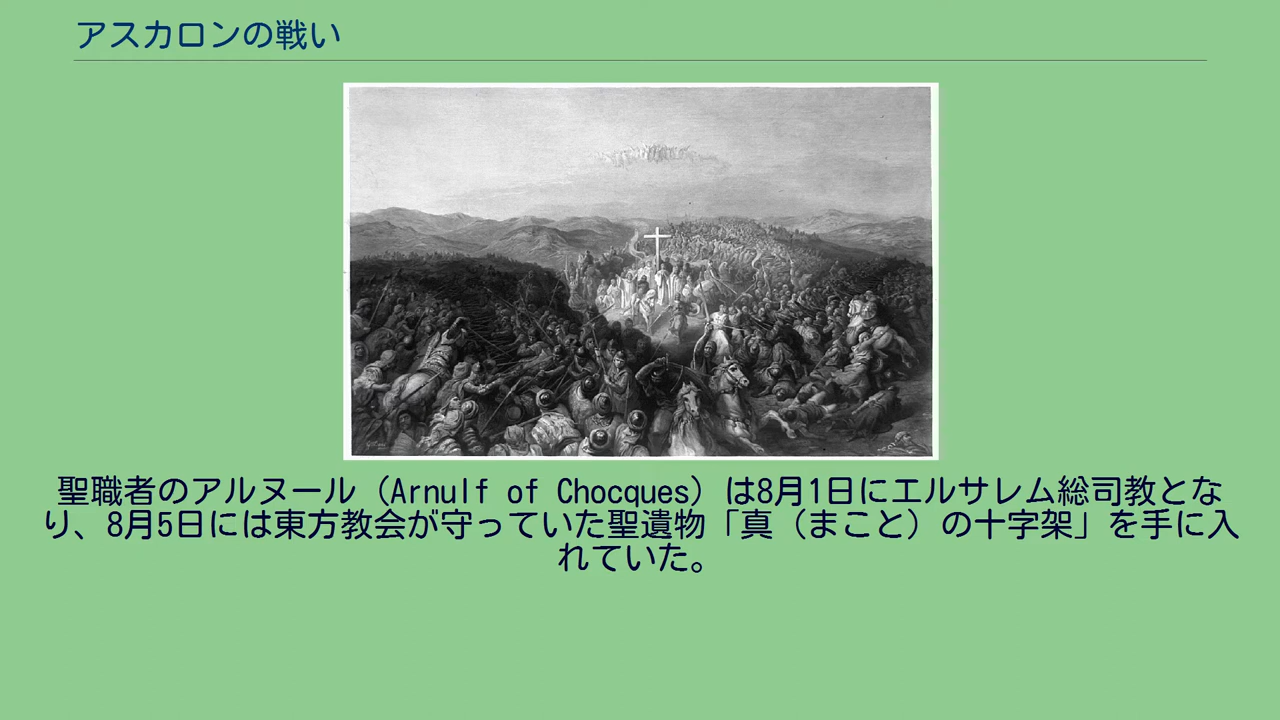 アスカロンの戦い
聖職者のアルヌール（Arnulf of Chocques）は8月1日にエルサレム総司教とな
り、8月5日には東方教会が守っていた聖遺物「真（まこと）の十字架」を手に入
れていた。